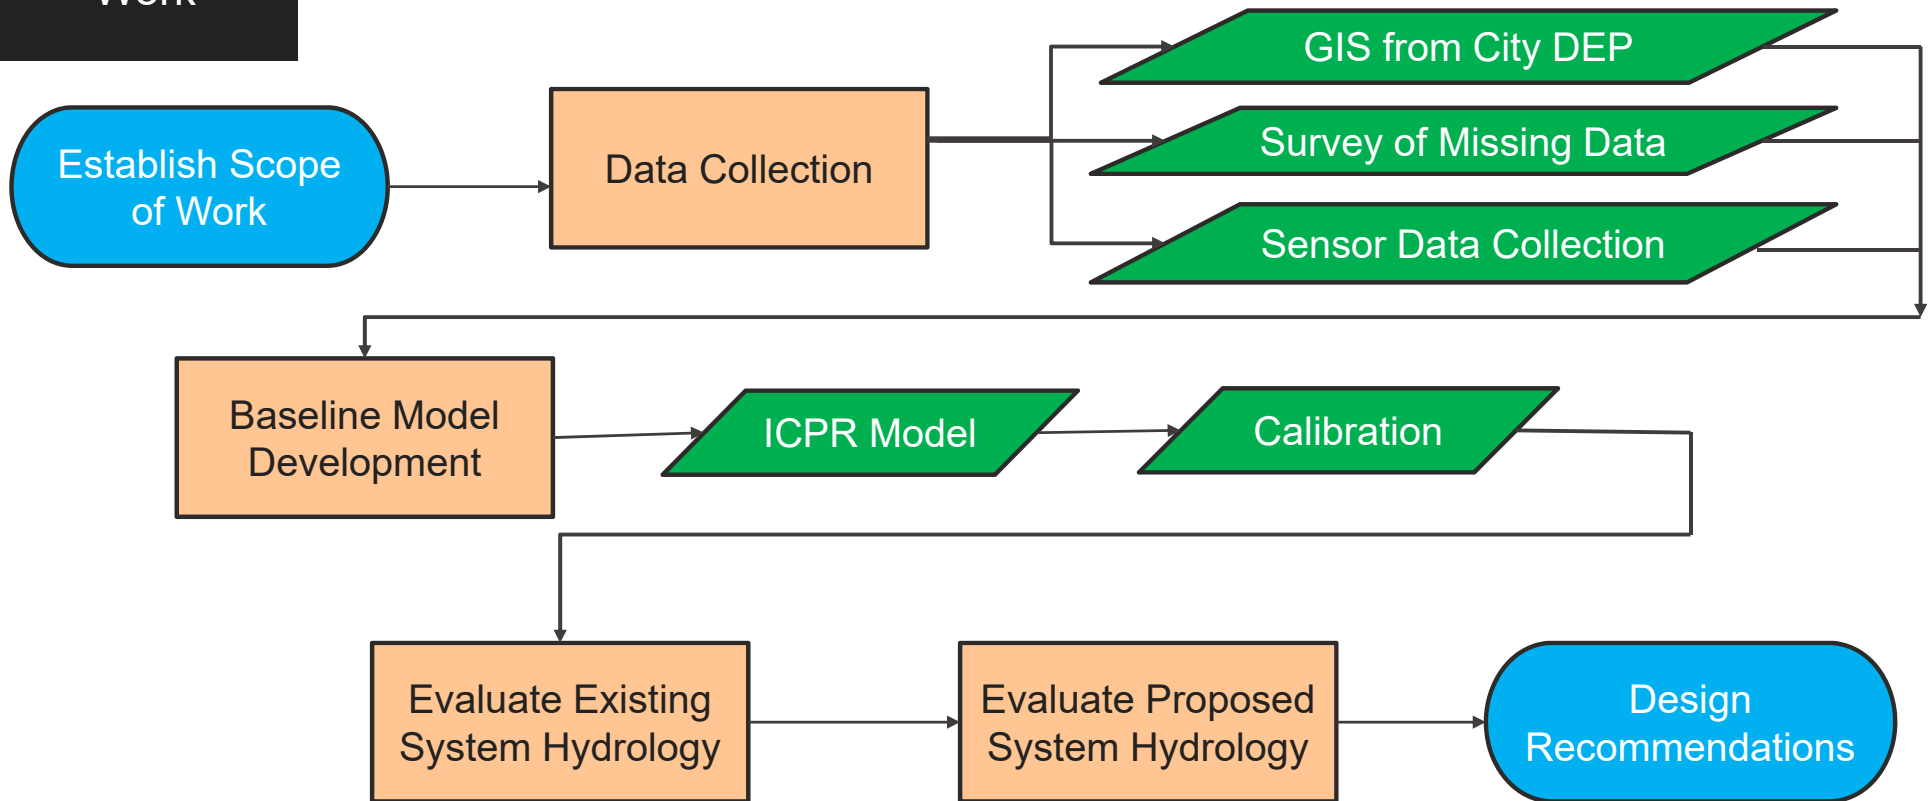 Work
GIS from City DEP
Establish Scope
of Work
Data Collection
Survey of Missing Data
Sensor Data Collection
Baseline Model
Development
ICPR Model
Calibration
Evaluate Existing
System Hydrology
Evaluate Proposed
System Hydrology
Design
Recommendations